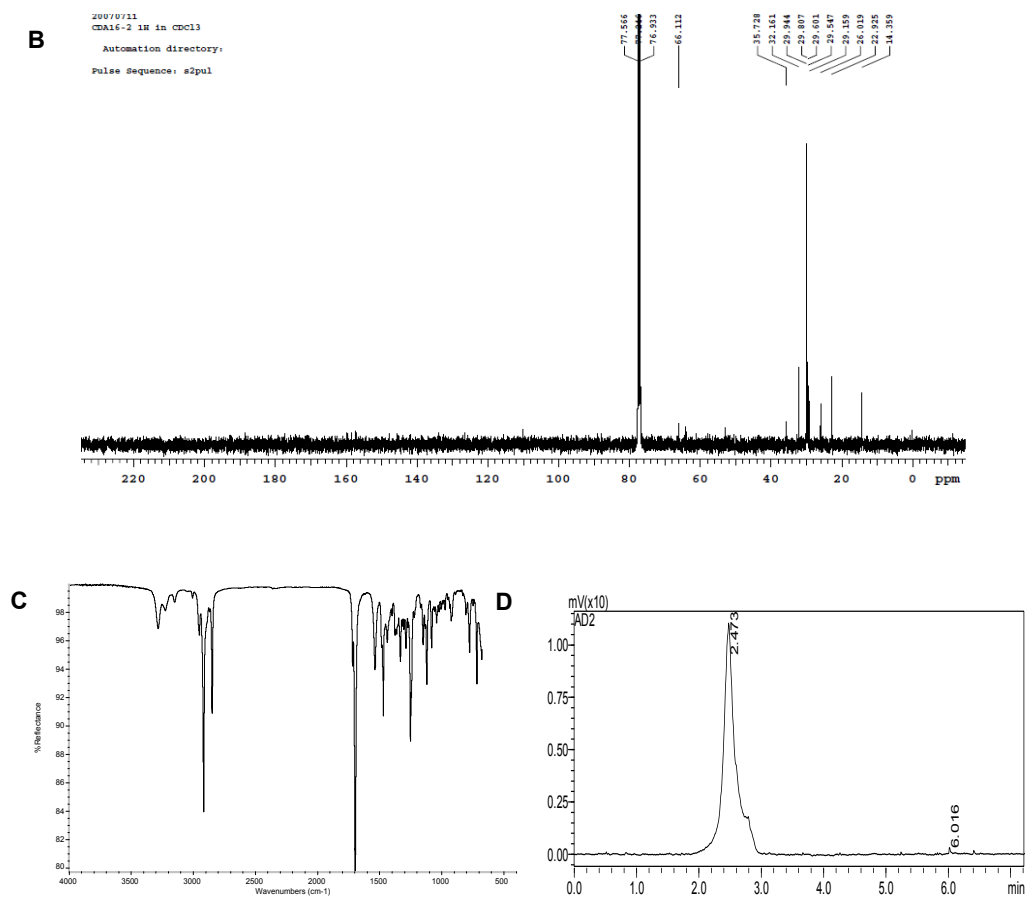 20070711
CDA16-2 1H in CDCl3
Automation directory:
Pulse Sequence: s2pul
B
77.566
76.933
66.112
35.728
32.161
29.944
29.807
29.601
29.547
29.159
26.019
22.925
14.359
220 200 180 160 140 120 100 80 60 40 20 0 ppm
C
98
96
94
92
90
88
86
84
82
80
% Reflectance
4000 3500 3000 2500 2000 1500 1000 500
Wavenumbers (cm-1)
D
mV(x10)
AD2
2.473
6.016
1.00
0.75
0.50
0.25
0.00
0.0 1.0 2.0 3.0 4.0 5.0 6.0 min